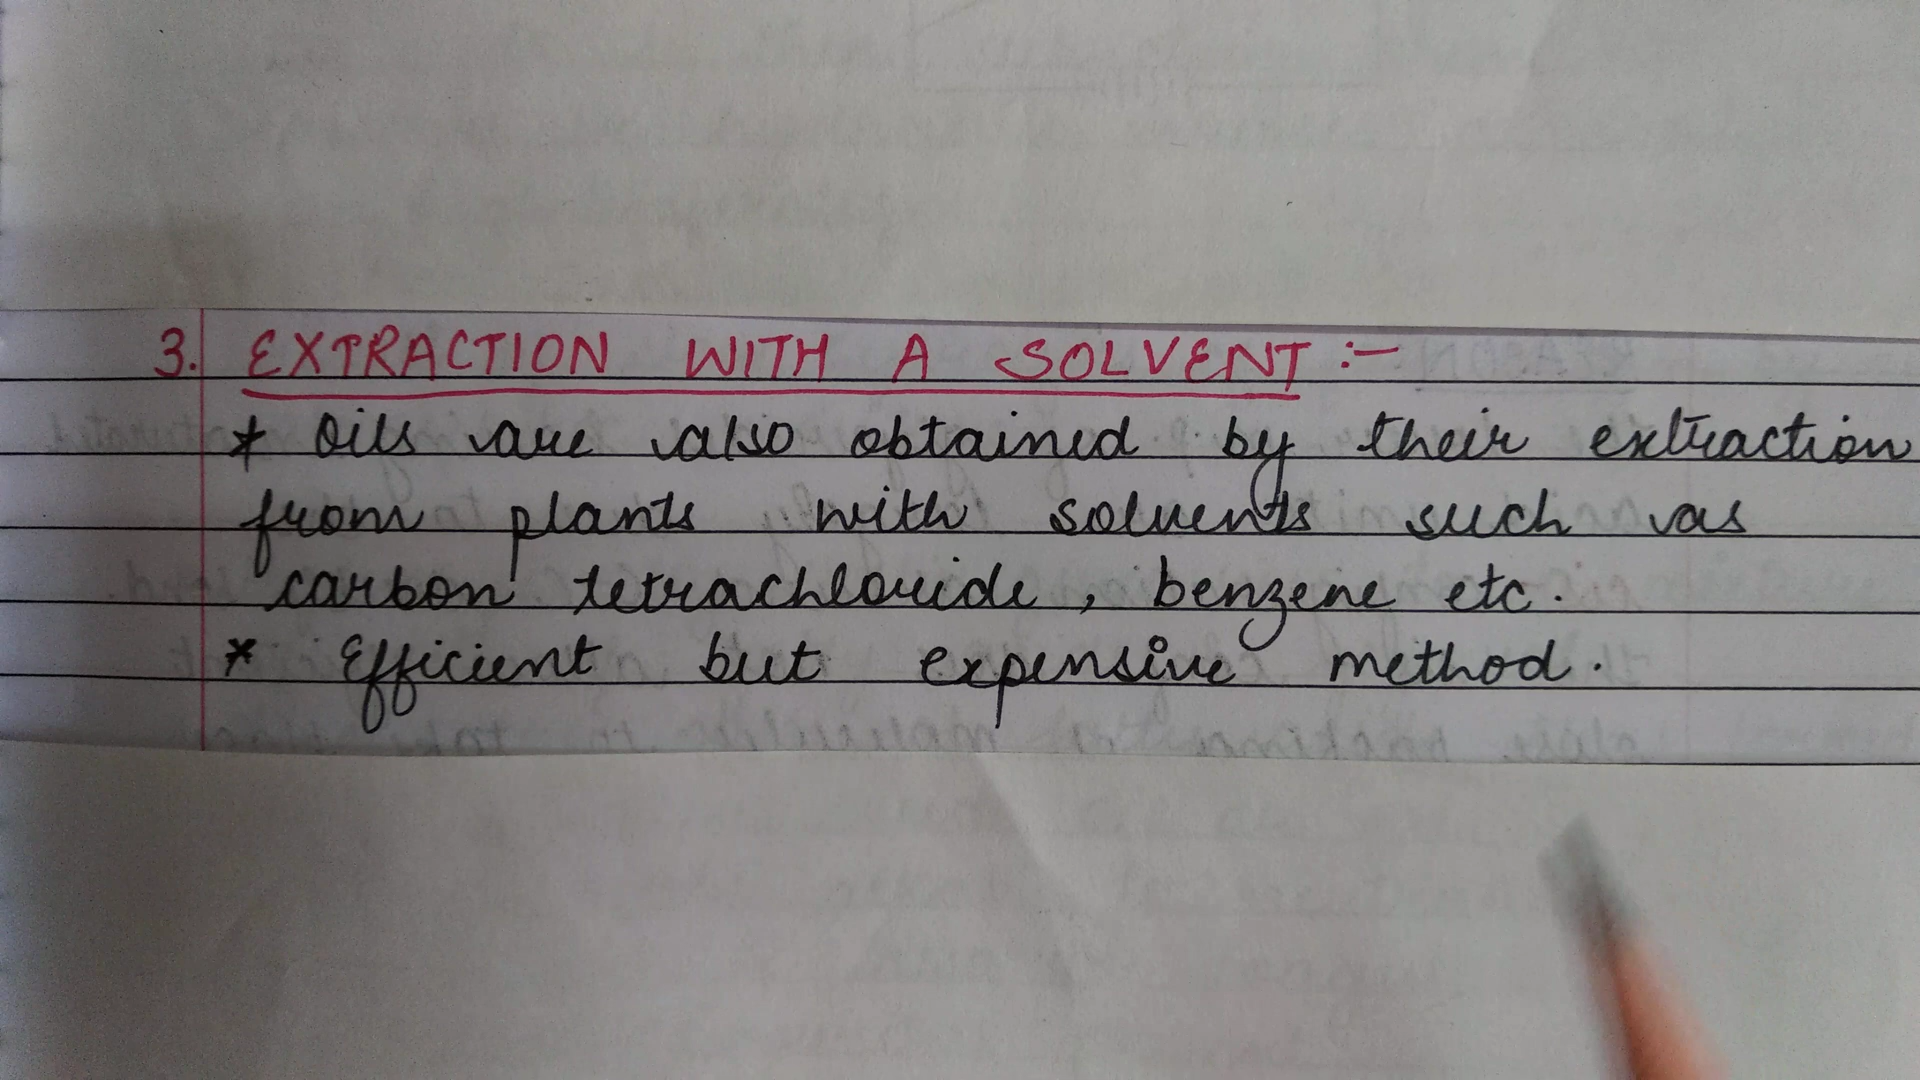 3. EXTRACTION WITH A SOLVENT :-
* Oils are also obtained by their extraction
from plants with solvents such as
carbon tetrachloride, benzene etc.
* Efficient but expensive method.